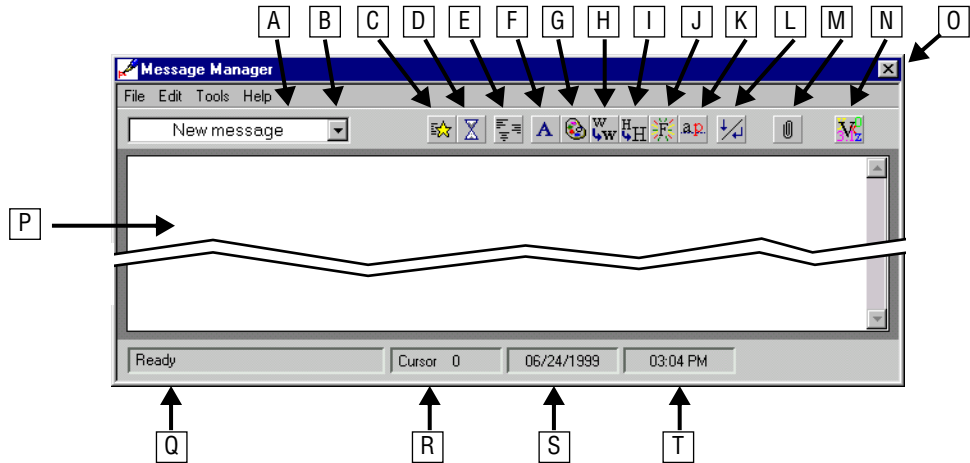 A B C D E F G H I J K L M N O
Message Manager
File Edit Tools Help
New message
P
Ready Cursor 0 06/24/1999 03:04 PM
Q R S T